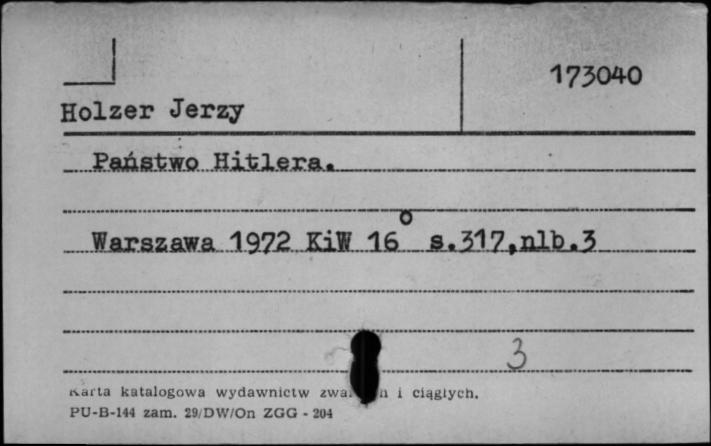 173040
Holzer Jerzy
Państwo Hitlera.
Warszawa 1972 KiW 16° s.317,nlb.3
3
Karta katalogowa wydawnictw i ciągłych.
PU-B-144 zam. 29/DW/On ZGG - 204